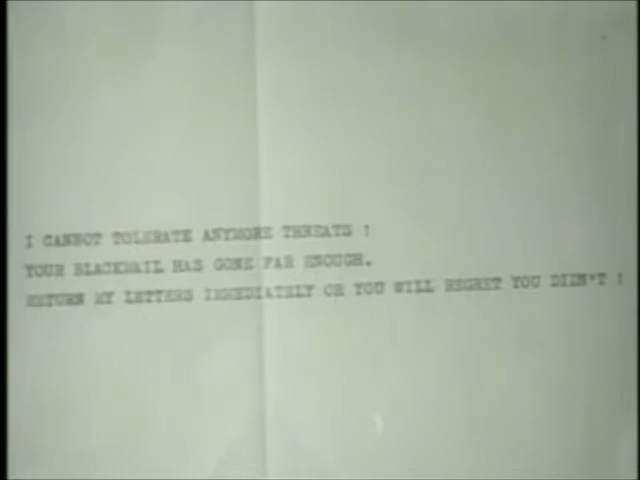 I CANNOT TOLERATE ANYMORE THREATS !
YOUR BLACKMAIL HAS GONE FAR ENOUGH.
RETURN MY LETTERS IMMEDIATELY OR YOU WILL REGRET YOU DIDN'T !